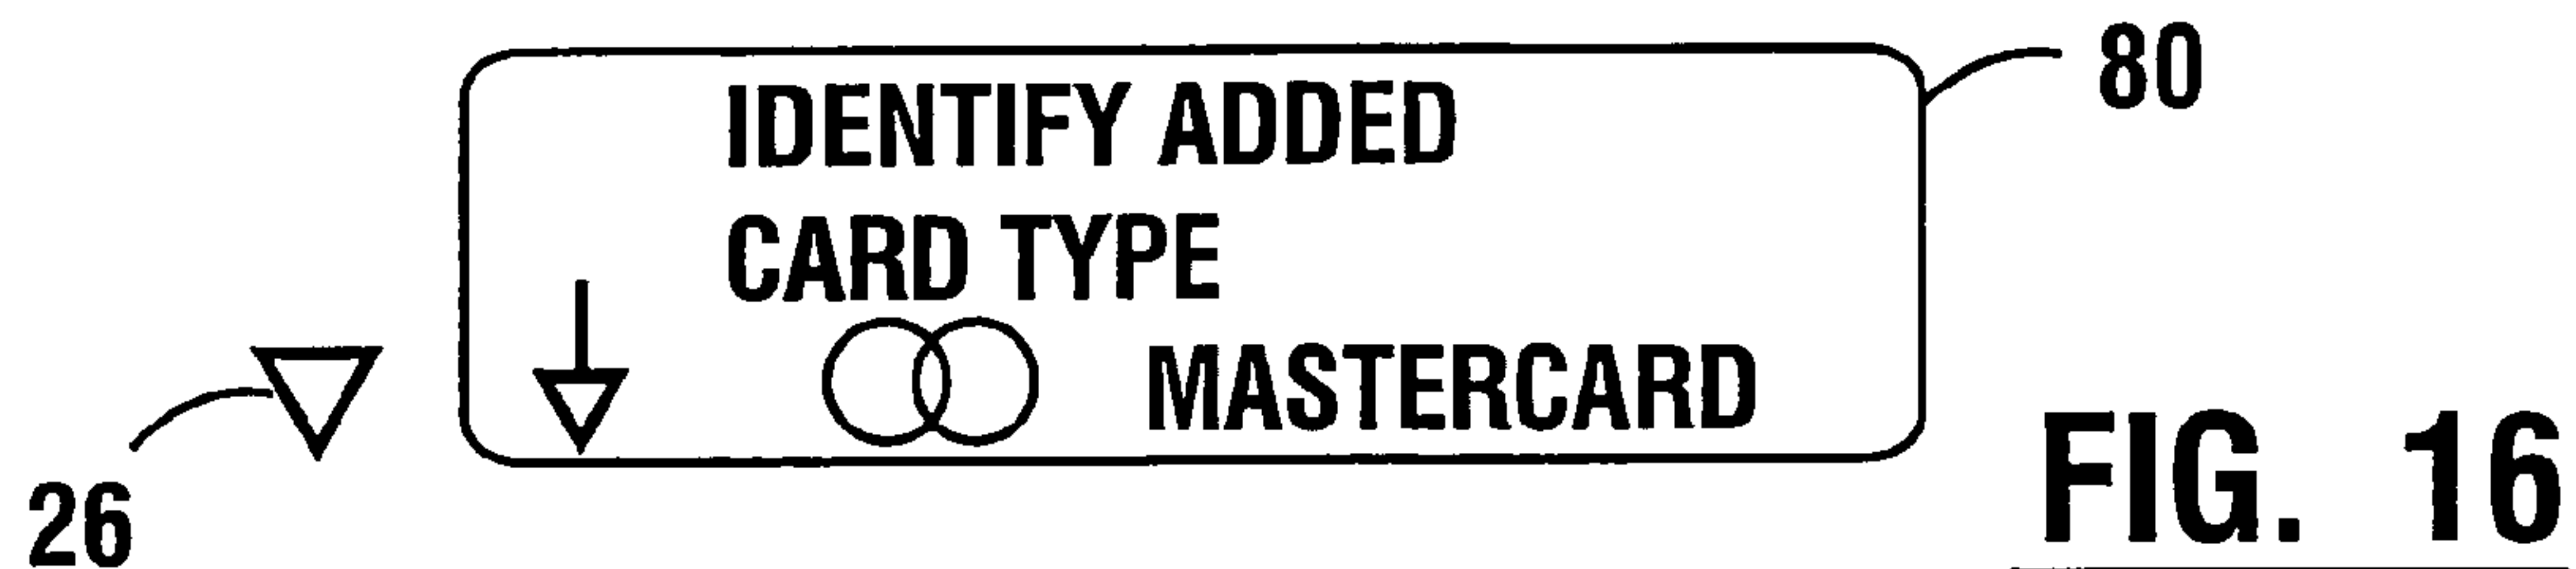 IDENTIFY ADDED
CARD TYPE
MASTERCARD
80
26
FIG. 16